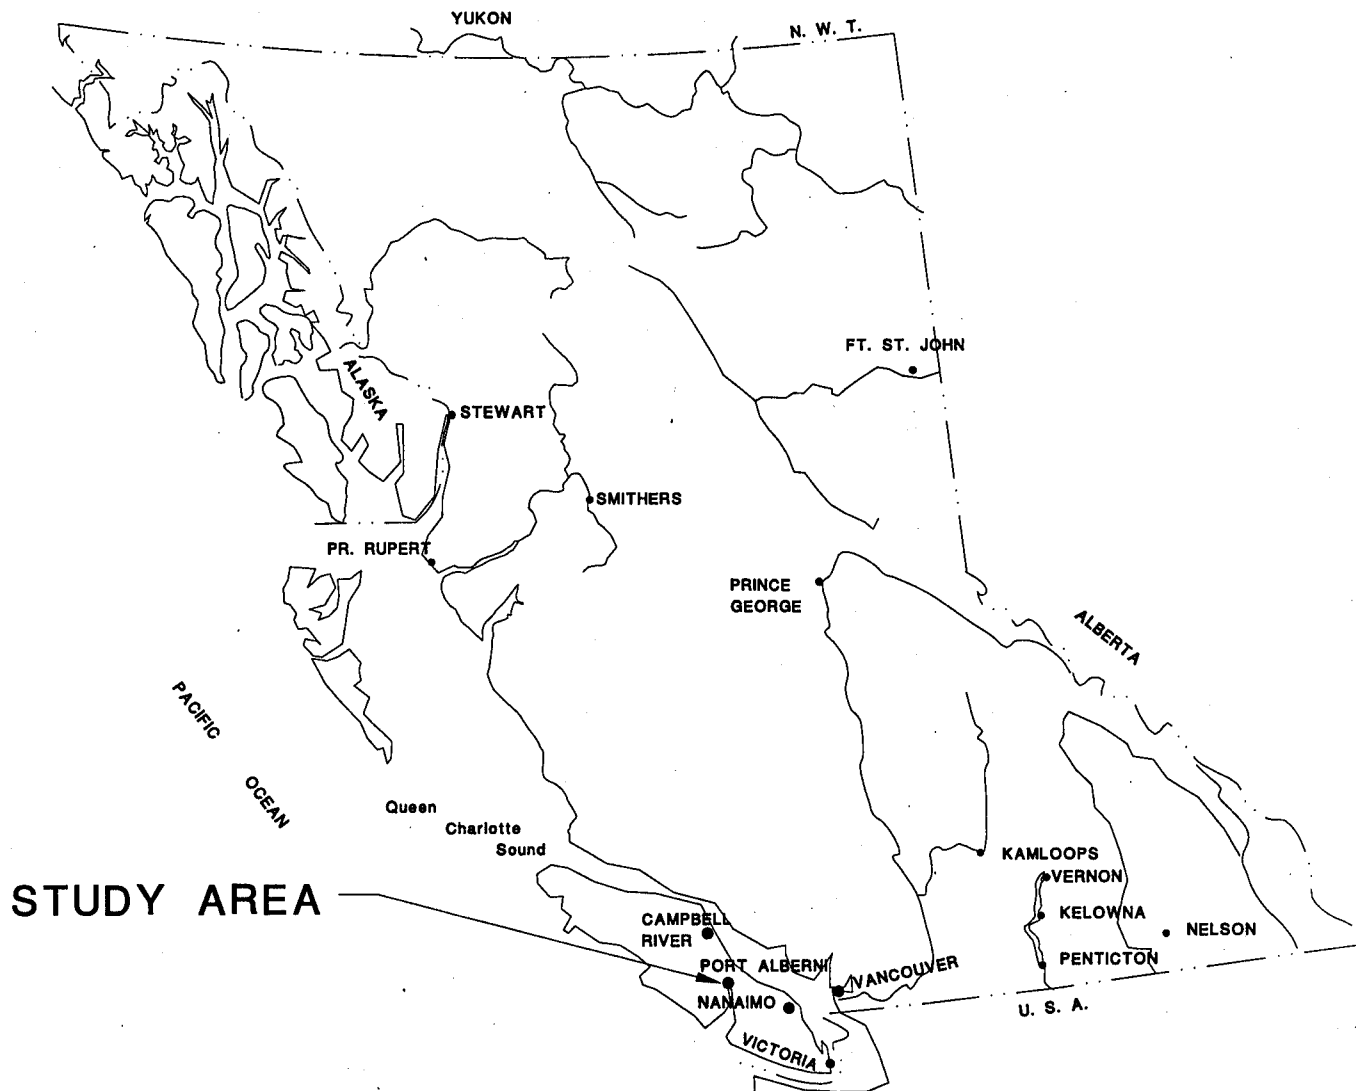 YUKON
N. W. T.
FT. ST. JOHN
ALASKA
STEWART
SMITHERS
PR. RUPERT
PRINCE
GEORGE
ALBERTA
PACIFIC
OCEAN
Queen
Charlotte
Sound
KAMLOOPS
VERNON
STUDY AREA
CAMPBELL
RIVER
KELOWNA
NELSON
PENTICTON
PORT ALBERNI
VANCOUVER
NANAIMO
U. S. A.
VICTORIA